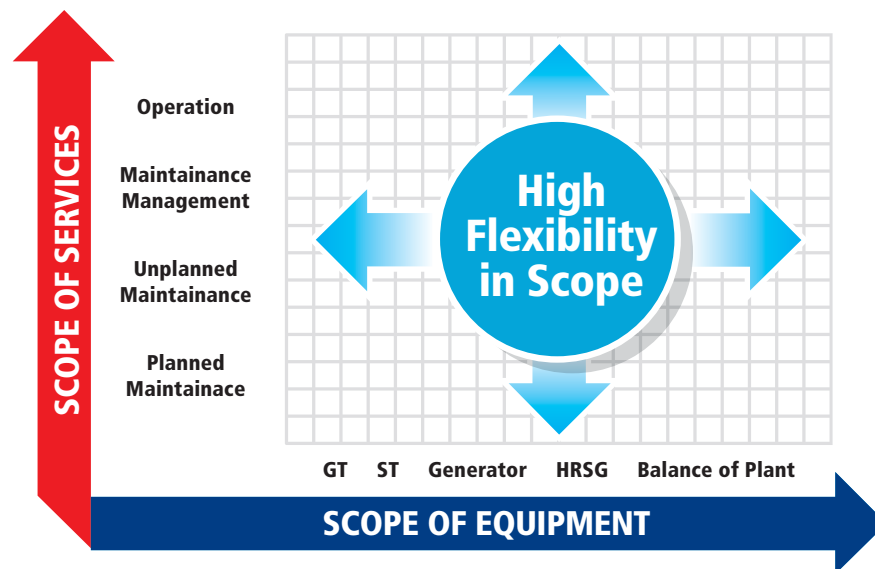 SCOPE OF SERVICES
Operation
Maintainance
Management
Unplanned
Maintainance
Planned
Maintainace
High
Flexibility
in Scope
GT ST Generator HRSG Balance of Plant
SCOPE OF EQUIPMENT